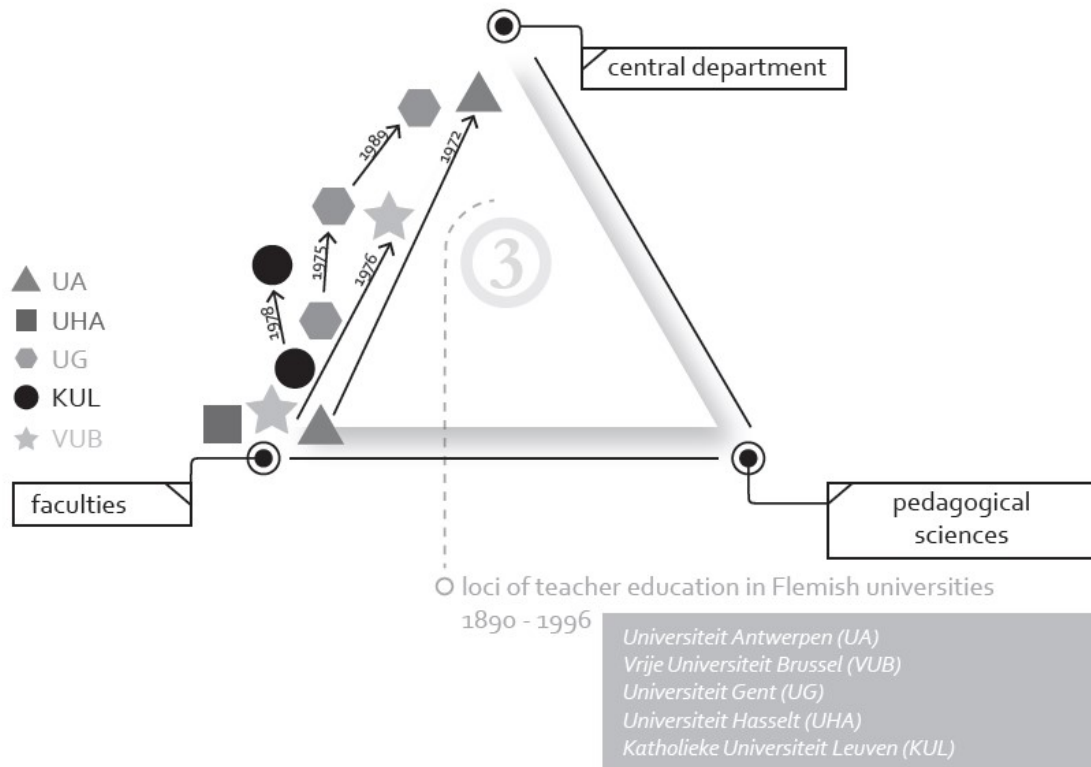 central department
1989
1972
1975
1976
3
1978
UA
UHA
UG
KUL
VUB
faculties
pedagogical
sciences
loci of teacher education in Flemish universities
1890 - 1996
Universiteit Antwerpen (UA)
Vrije Universiteit Brussel (VUB)
Universiteit Gent (UG)
Universiteit Hasselt (UHA)
Katholieke Universiteit Leuven (KUL)